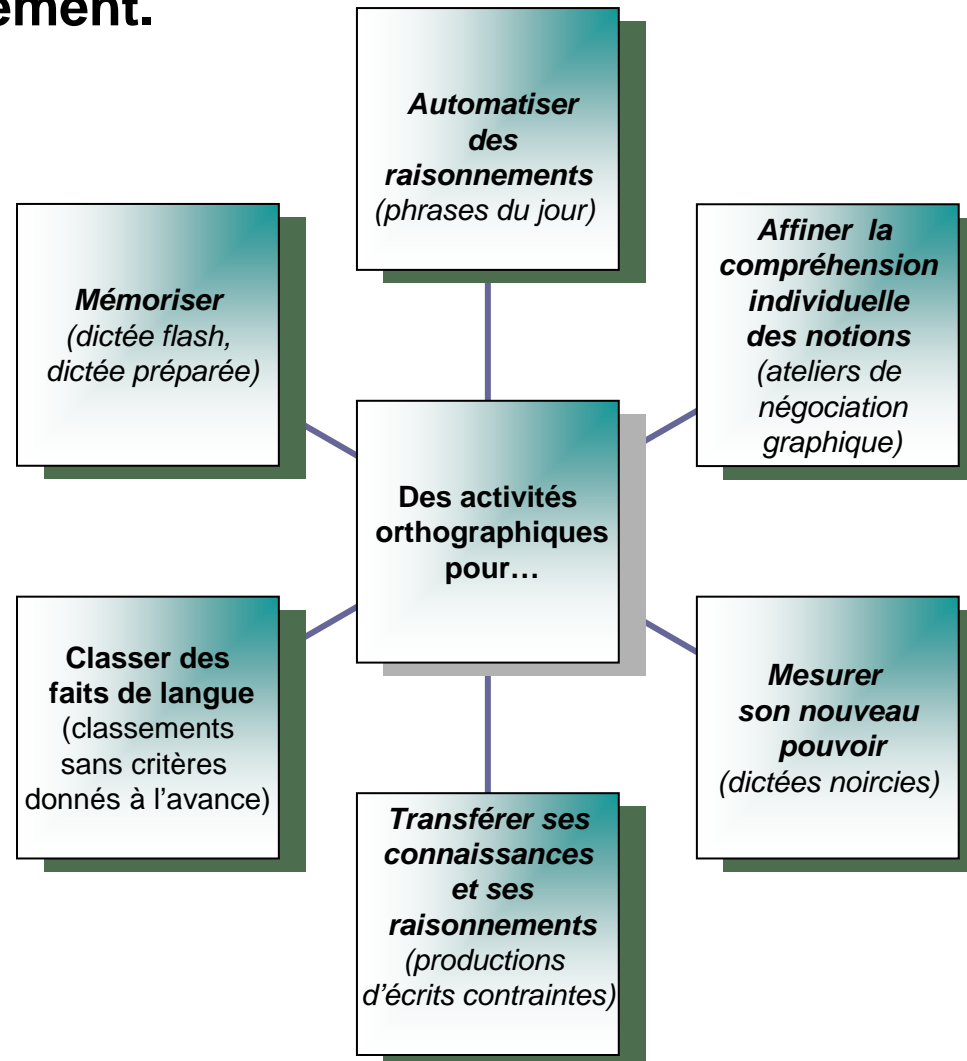 ement.
Automatiser
des
raisonnements
(phrases du jour)
Affiner la
compréhension
individuelle
des notions
(ateliers de
négociation
graphique)
Mémoriser
(dictée flash,
dictée préparée)
Des activités
orthographiques
pour…
Classer des
faits de langue
(classements
sans critères
donnés à l’avance)
Mesurer
son nouveau
pouvoir
(dictées noircies)
Transférer ses
connaissances
et ses
raisonnements
(productions
d’écrits contraintes)